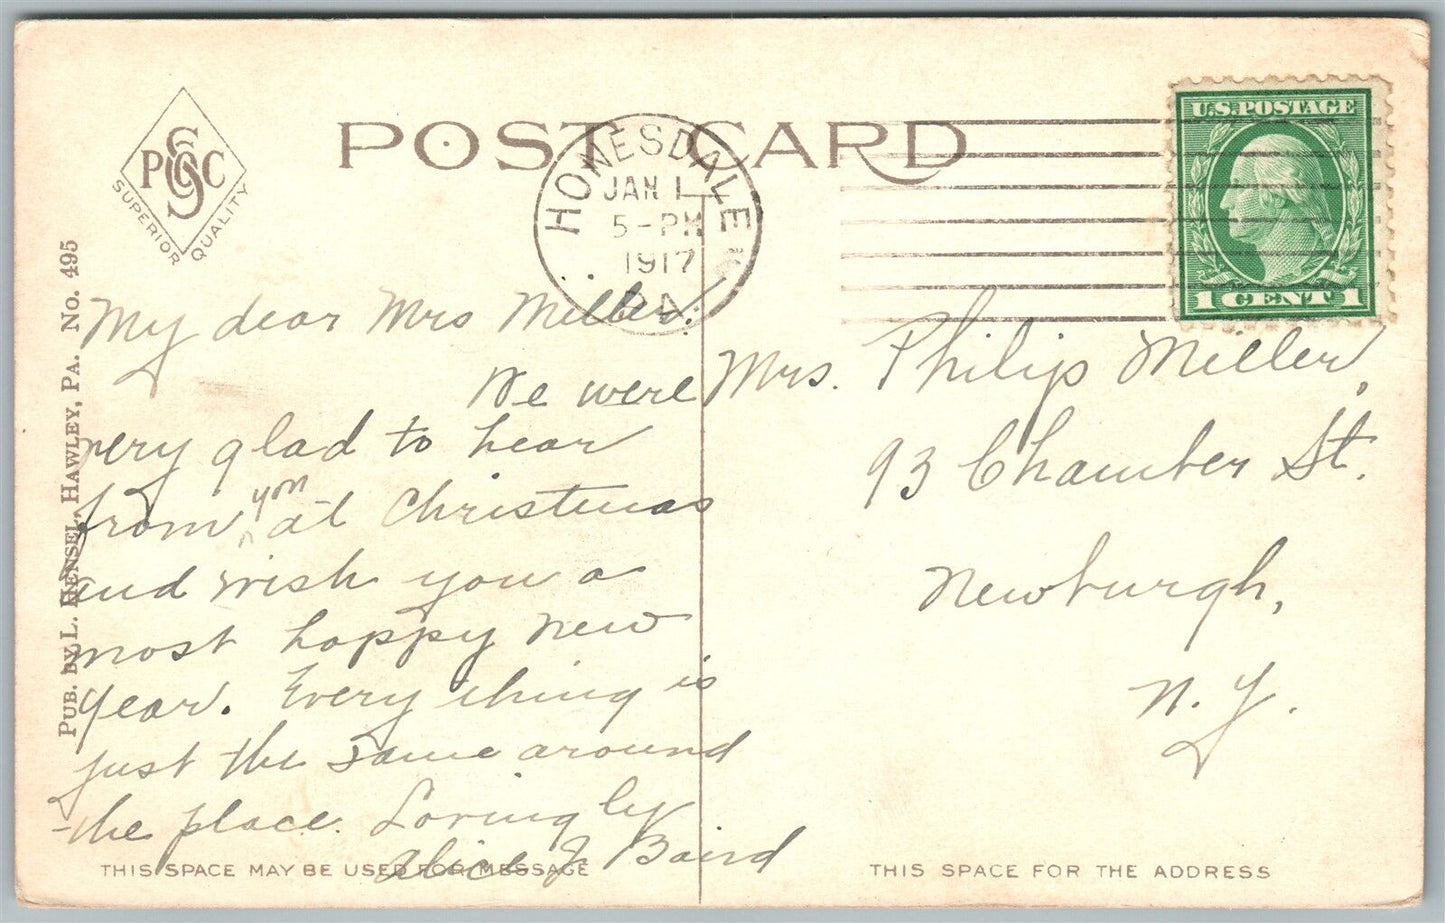 POST CARD
PSCO
SUPERIOR QUALITY
HONESDALE
JAN 1
5-PM
1917
PA.
U.S. POSTAGE
1 CENT 1
PUB. BY L. HENSEL, HAWLEY, PA. No. 495
My dear Mrs Miller:
We were
very glad to hear
from you at Christmas
and wish you a
most happy New
Year. Every thing is
just the same around
the place. Lovingly
Alice J Baird
Mrs. Philip Miller,
93 Chamber St.
Newburgh,
N. Y.
THIS SPACE MAY BE USED FOR MESSAGE
THIS SPACE FOR THE ADDRESS